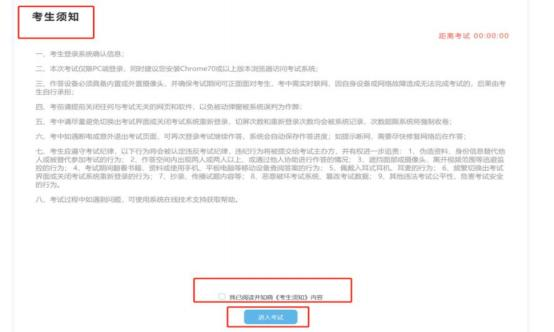 考生须知
距离考试 00:00:00
一、考生登录系统确认信息；
二、本次考试仅限PC端登录，同时建议您安装Chrome70或以上版本浏览器访问考试系统；
三、作答设备必须具备内置或外置摄像头，并确保考试期间可正面面对考生，考中需实时联网，因自身设备或网络故障造成无法完成考试的，后果由考
生自行承担；
四、考前请提前关闭任何与考试无关的网页和软件，以免被动弹窗被系统误判为作弊；
五、考中请尽量避免切换出考试界面或关闭考试系统重新登录，切屏次数和重新登录次数均会被系统记录，次数超限系统将强制收卷；
六、考中如遇断电或意外退出考试页面，可再次登录考试继续作答，系统会自动保存作答进度；如提示断网，需要尽快修复网络后在作答；
七、考生应遵守考试纪律，以下行为将会被认定违反考试纪律，违纪行为将被提交给考试主办方，并有权进一步追责： 1、伪造资料、身份信息替代他
人或被替代参加考试的行为； 2、作答空间内出现两人或两人以上，或通过他人协助进行作答的情况； 3、遮挡面部或摄像头、离开视频范围等逃避监
控的行为； 4、考试期间翻看书籍、资料或使用手机、平板电脑等移动设备查阅答案的行为； 5、佩戴入耳式耳机、耳麦的行为； 6、频繁切换出考试
界面或关闭考试系统重新登录的行为； 7、抄录、传播试题内容等； 8、恶意破坏考试系统、篡改考试数据； 9、其他违法考试公平性、危害考试安全
的行为。
八、考试过程中如遇到问题，可使用系统在线技术支持获取帮助。
我已阅读并知晓《考生须知》内容
进入考试